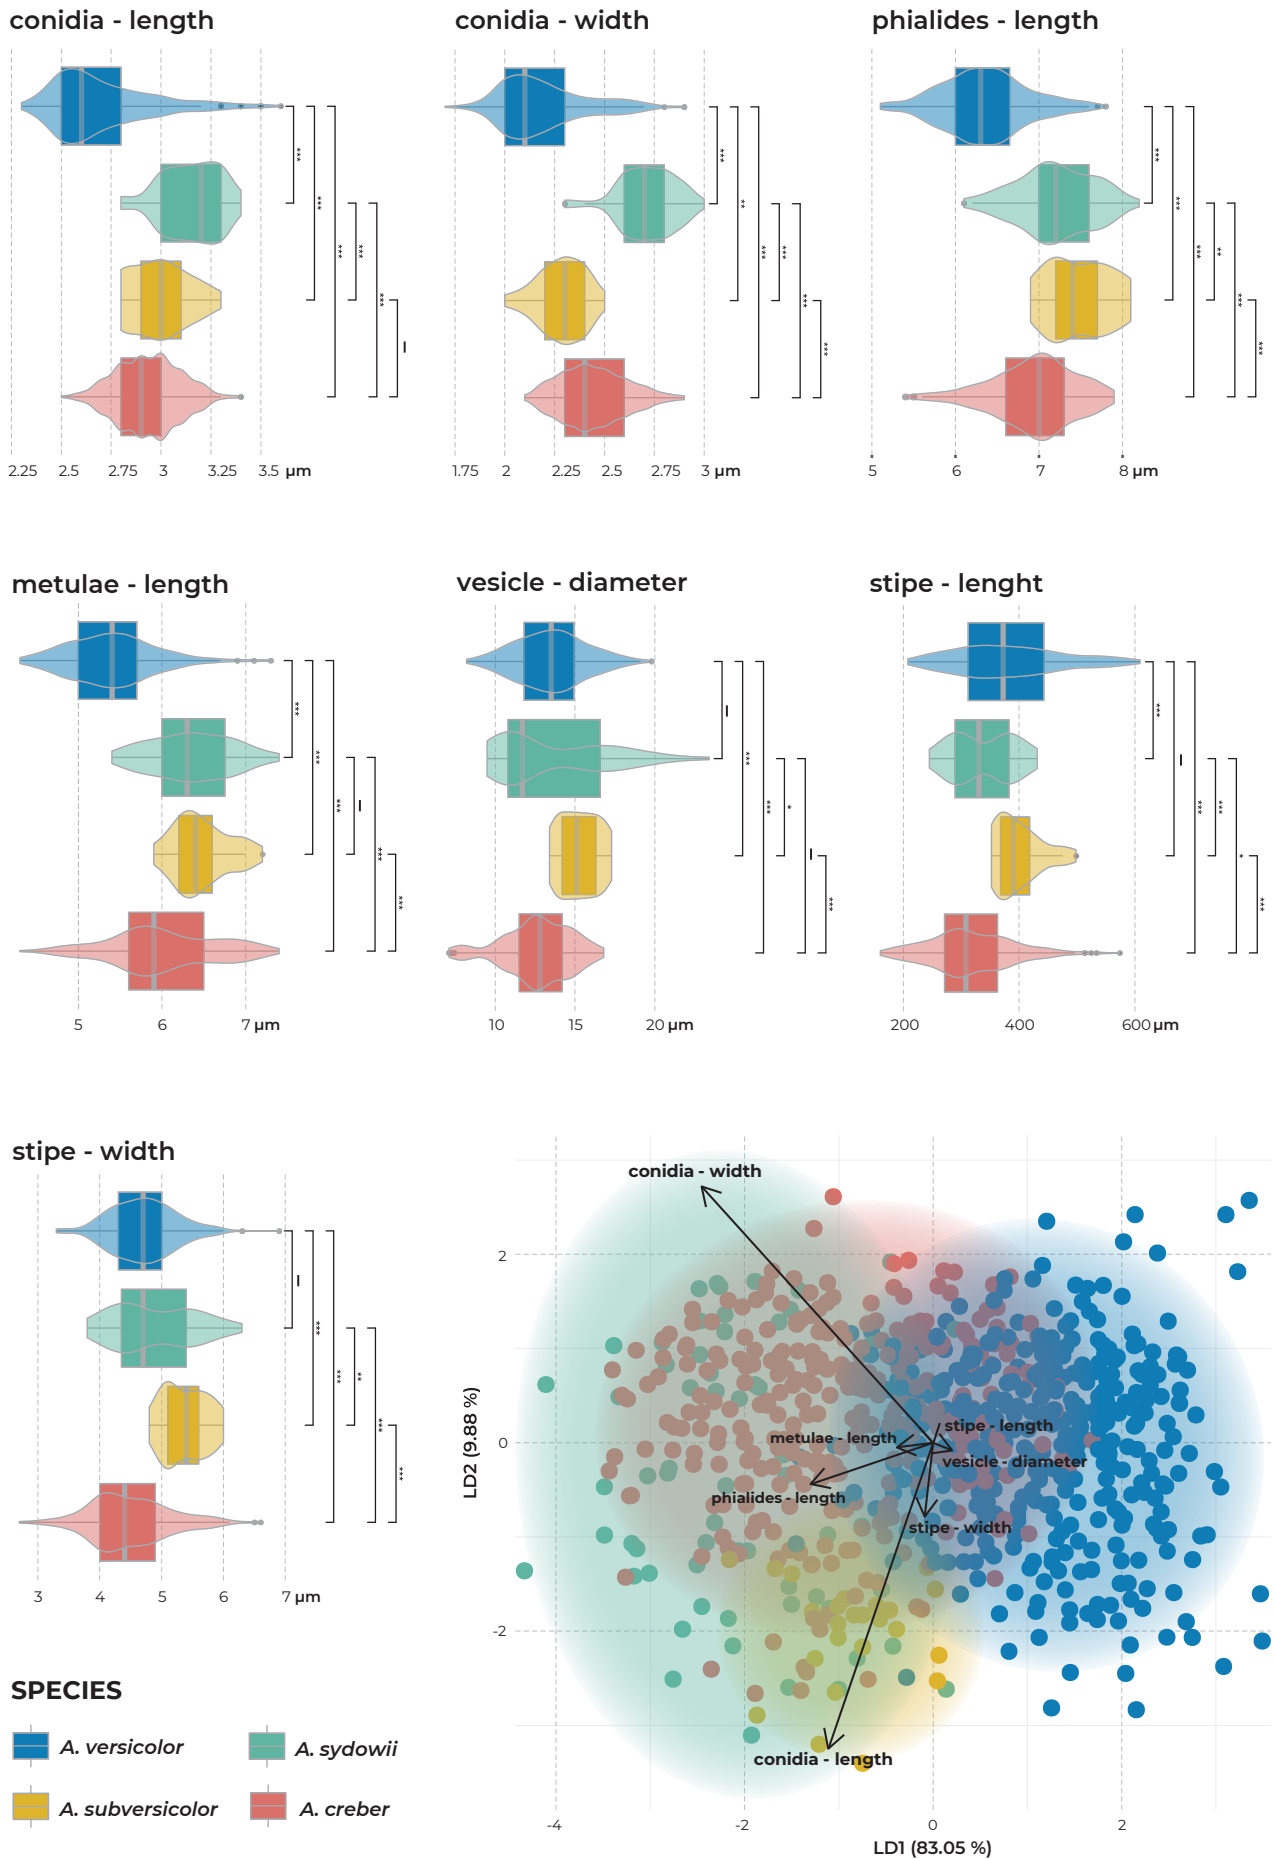 conidia - length
conidia - width
phialides - length
***
***
***
***
***
–
***
**
***
***
***
***
***
***
***
**
***
***
2.25 2.5 2.75 3 3.25 3.5 µm
1.75 2 2.25 2.5 2.75 3 µm
5 6 7 8 µm
metulae - length
vesicle - diameter
stipe - lenght
***
***
***
–
***
***
–
***
***
*
–
***
***
–
***
***
*
***
5 6 7 µm
10 15 20 µm
200 400 600 µm
stipe - width
–
***
***
**
***
***
3 4 5 6 7 µm
SPECIES
A. versicolor
A. sydowii
A. subversicolor
A. creber
conidia - width
stipe - length
metulae - length
vesicle - diameter
phialides - length
stipe - width
conidia - length
LD2 (9.88 %)
2
0
-2
-4 -2 0 2
LD1 (83.05 %)